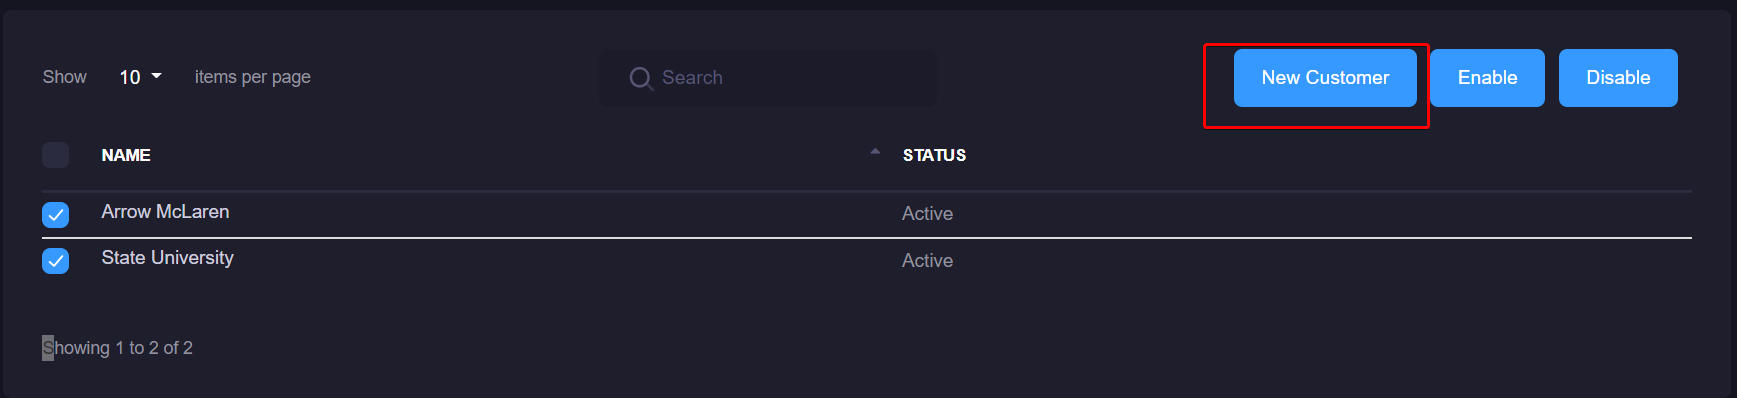 Show 10 items per page Search New Customer Enable Disable
NAME STATUS
Arrow McLaren Active
State University Active
Showing 1 to 2 of 2